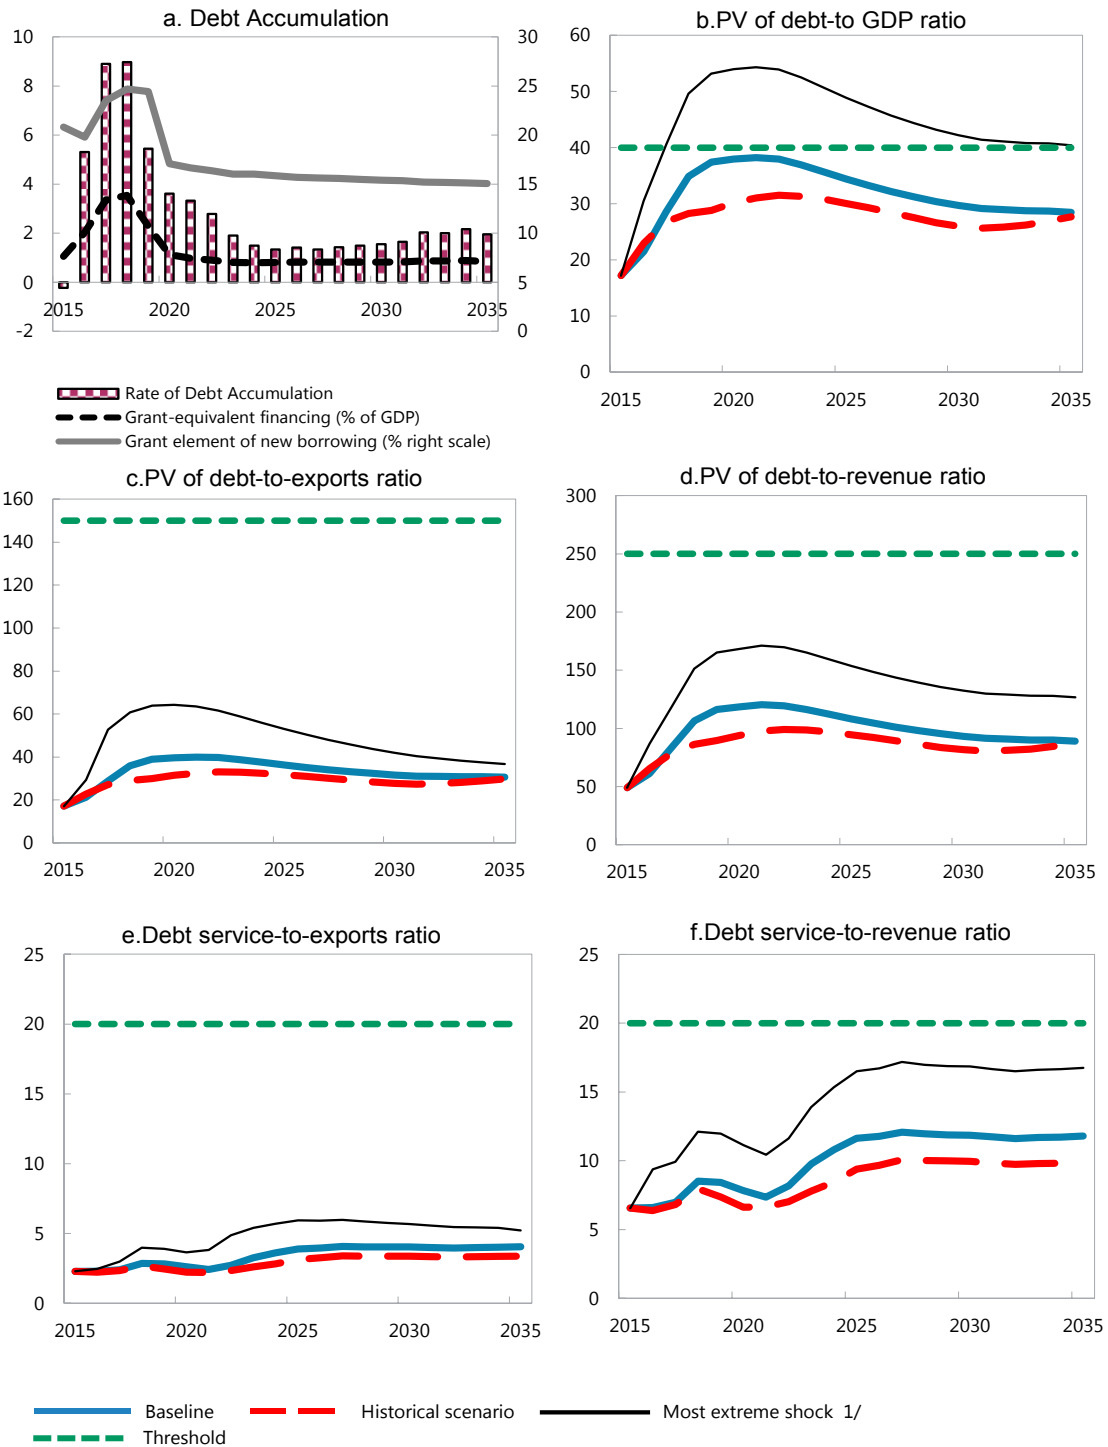 a. Debt Accumulation
10
8
6
4
2
0
-2
30
25
20
15
10
5
0
2015 2020 2025 2030 2035
Rate of Debt Accumulation
Grant-equivalent financing (% of GDP)
Grant element of new borrowing (% right scale)
b.PV of debt-to GDP ratio
60
50
40
30
20
10
0
2015 2020 2025 2030 2035
c.PV of debt-to-exports ratio
160
140
120
100
80
60
40
20
0
2015 2020 2025 2030 2035
d.PV of debt-to-revenue ratio
300
250
200
150
100
50
0
2015 2020 2025 2030 2035
e.Debt service-to-exports ratio
25
20
15
10
5
0
2015 2020 2025 2030 2035
f.Debt service-to-revenue ratio
25
20
15
10
5
0
2015 2020 2025 2030 2035
Baseline Historical scenario Most extreme shock 1/
Threshold